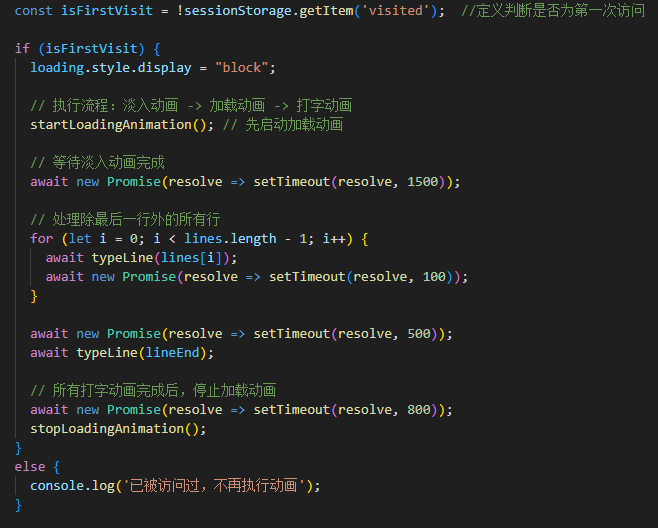 const isFirstVisit = !sessionStorage.getItem('visited');  //定义判断是否为第一次访问
if (isFirstVisit) {
loading.style.display = "block";
// 执行流程：淡入动画 -> 加载动画 -> 打字动画
startLoadingAnimation(); // 先启动加载动画
// 等待淡入动画完成
await new Promise(resolve => setTimeout(resolve, 1500));
// 处理除最后一行外的所有行
for (let i = 0; i < lines.length - 1; i++) {
await typeLine(lines[i]);
await new Promise(resolve => setTimeout(resolve, 100));
}
await new Promise(resolve => setTimeout(resolve, 500));
await typeLine(lineEnd);
// 所有打字动画完成后，停止加载动画
await new Promise(resolve => setTimeout(resolve, 800));
stopLoadingAnimation();
}
else {
console.log('已被访问过，不再执行动画');
}